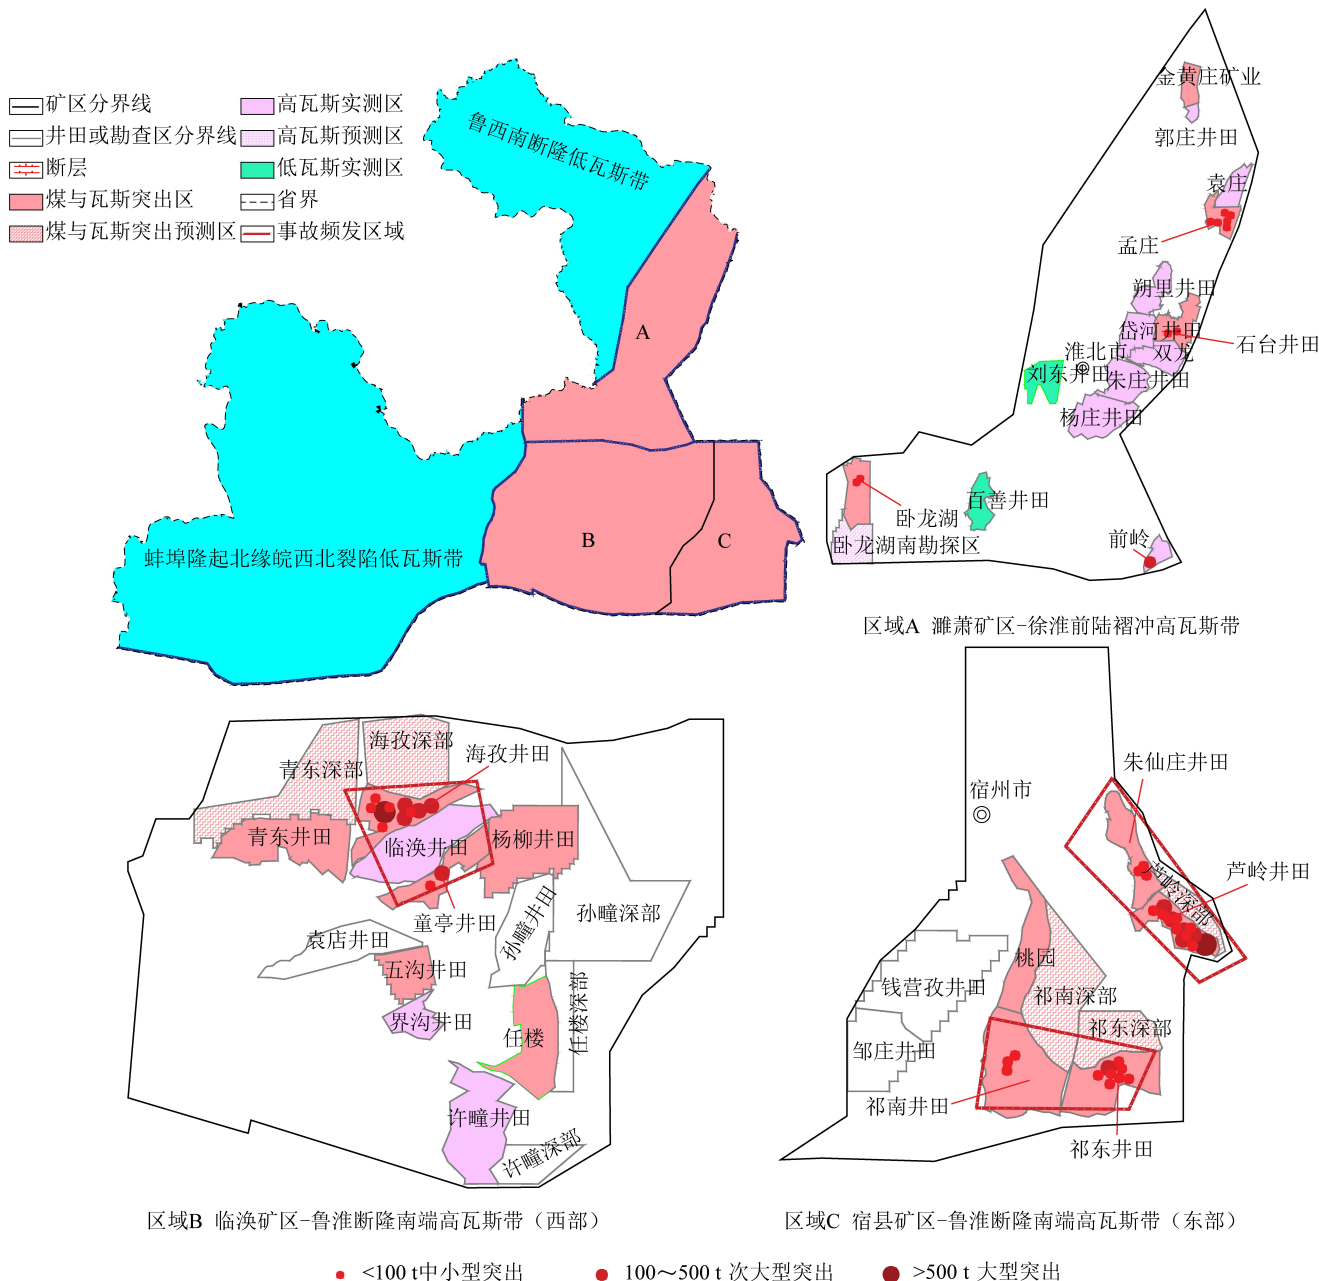 矿区分界线
井田或勘查区分界线
断层
煤与瓦斯突出区
煤与瓦斯突出预测区
高瓦斯实测区
高瓦斯预测区
低瓦斯实测区
省界
事故频发区域
鲁西南断隆低瓦斯带
蚌埠隆起北缘皖西北裂陷低瓦斯带
A
B
C
金黄庄矿业
郭庄井田
袁庄
孟庄
朔里井田
岱河井田
石台井田
淮北市
双龙
刘东井田
朱庄井田
杨庄井田
卧龙湖
百善井田
卧龙湖南勘探区
前岭
区域A 濉萧矿区-徐淮前陆褶冲高瓦斯带
海孜深部
海孜井田
青东深部
青东井田
临涣井田
杨柳井田
童亭井田
孙疃井田
孙疃深部
袁店井田
五沟井田
界沟井田
任楼
任楼深部
许疃井田
许疃深部
区域B 临涣矿区-鲁淮断隆南端高瓦斯带（西部）
朱仙庄井田
宿州市
芦岭井田
芦岭深部
桃园
钱营孜井田
祁南深部
祁东深部
邹庄井田
祁南井田
祁东井田
区域C 宿县矿区-鲁淮断隆南端高瓦斯带（东部）
<100 t中小型突出
100～500 t 次大型突出
>500 t 大型突出